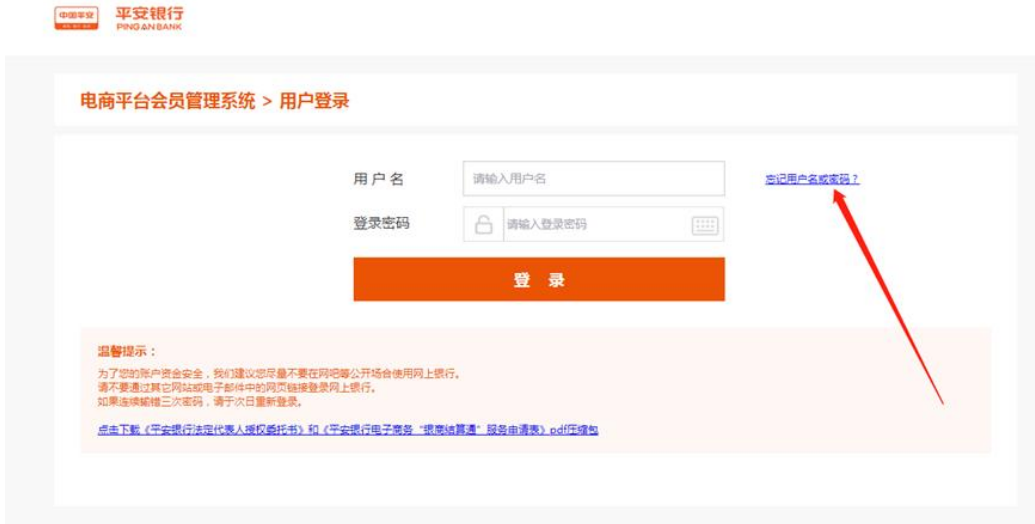 中国平安
平安银行
PING AN BANK
电商平台会员管理系统 > 用户登录
用户名
请输入用户名
忘记用户名或密码？
登录密码
请输入登录密码
登 录
温馨提示：
为了您的账户资金安全，我们建议您尽量不要在网吧等公开场合使用网上银行。
请不要通过其它网站或电子邮件中的网页链接登录网上银行。
如果连续输错三次密码，请于次日重新登录。
点击下载《平安银行法定代表人授权委托书》和《平安银行电子商务“银商结算通”服务申请表》pdf压缩包